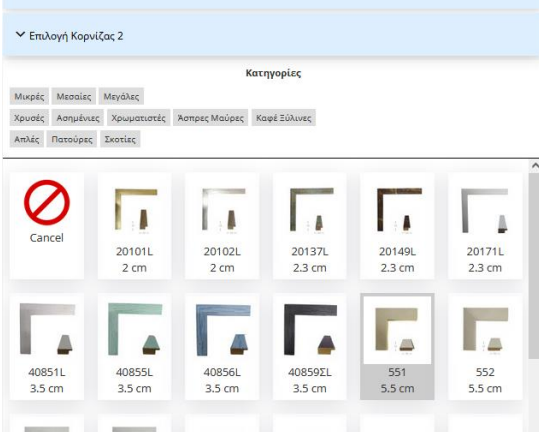 Επιλογή Κορνίζας 2
Κατηγορίες
Μικρές Μεσαίες Μεγάλες
Χρυσές Ασημένιες Χρωματιστές Άσπρες Μαύρες Καφέ Ξύλινες
Απλές Πατούρες Σκοτίες
Cancel 20101L 20102L 20137L 20149L 20171L
2 cm 2 cm 2.3 cm 2.3 cm 2.3 cm
40851L 40855L 40856L 40859ΣL 551 552
3.5 cm 3.5 cm 3.5 cm 3.5 cm 5.5 cm 5.5 cm